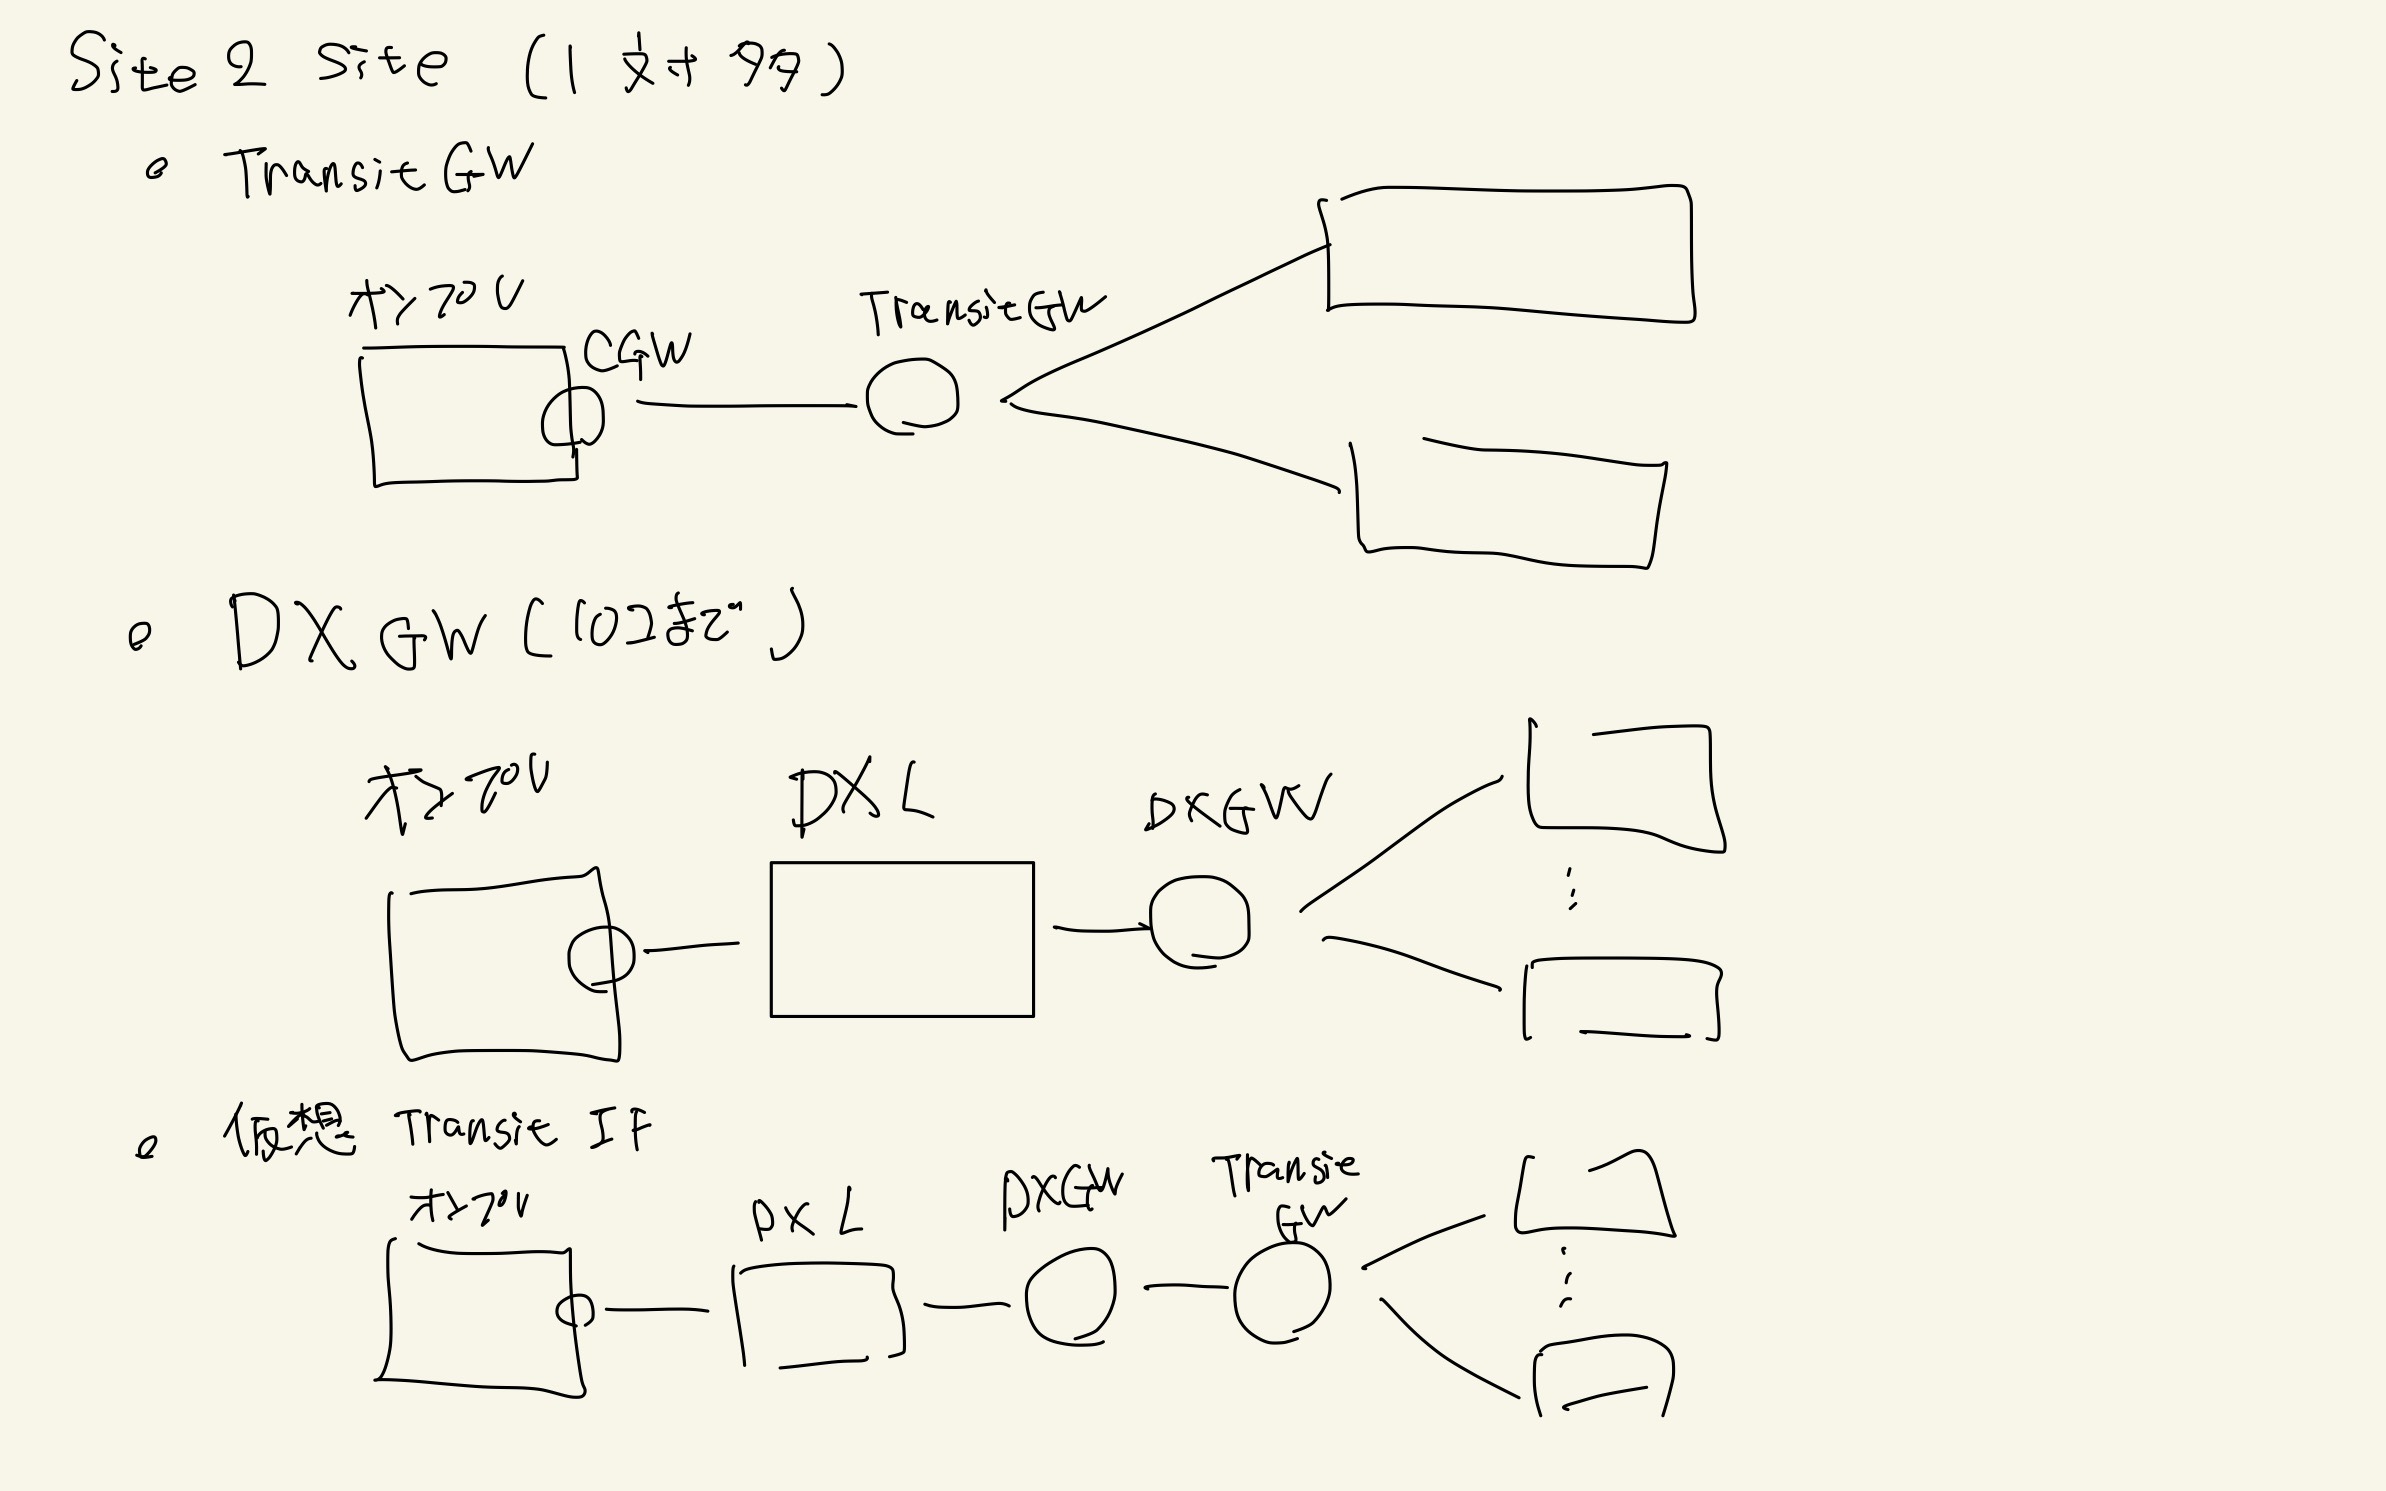 Site 2 Site (1 対 多)
Transit GW
オンプレ
CGW
Transit GW
DX GW (10コまで)
オンプレ
DXL
DXGW
仮想 Transit IF
オンプレ
DXL
DXGW
Transit
GW